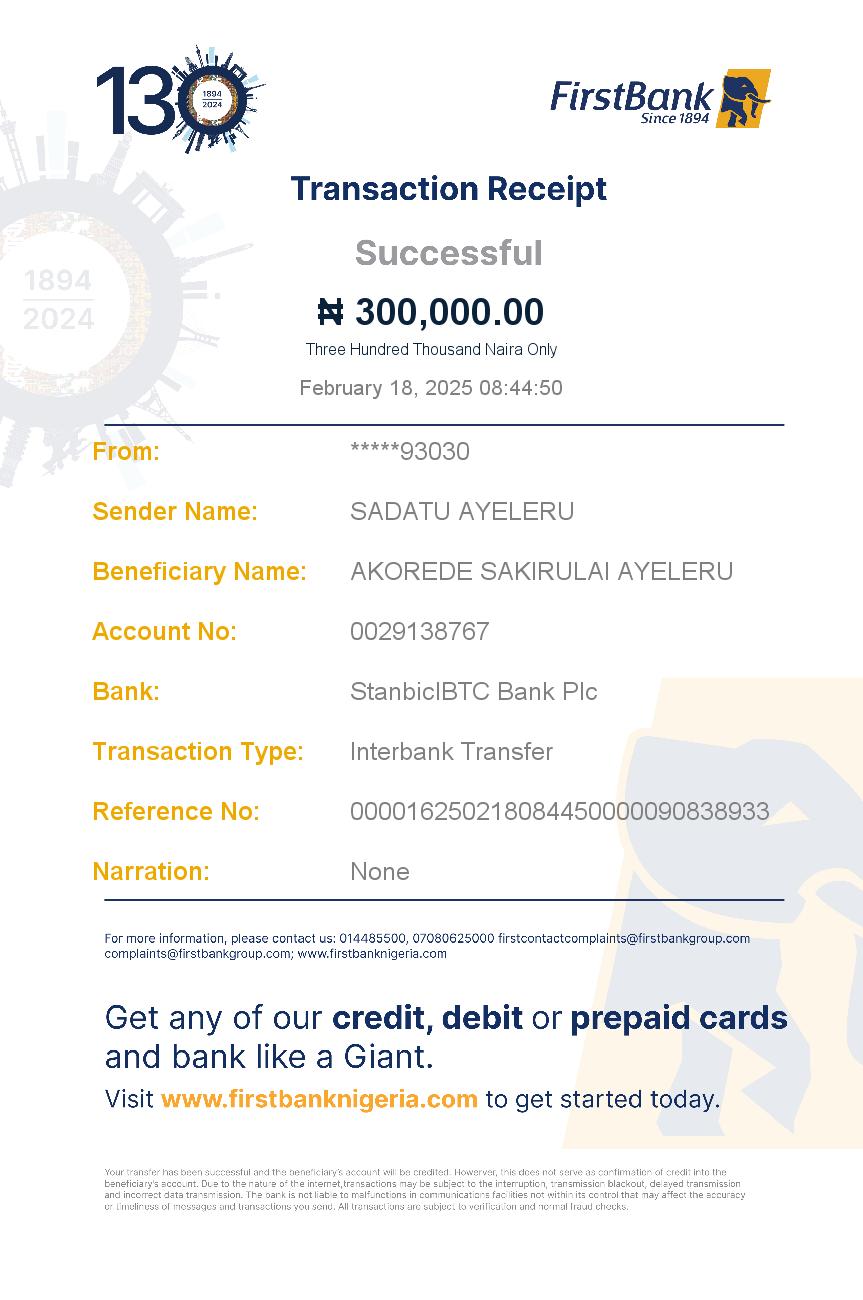 130
1894
2024
FirstBank
Since 1894
Transaction Receipt
1894
2024
Successful
₦ 300,000.00
Three Hundred Thousand Naira Only
February 18, 2025 08:44:50
From: *****93030
Sender Name: SADATU AYELERU
Beneficiary Name: AKOREDE SAKIRULAI AYELERU
Account No: 0029138767
Bank: StanbicIBTC Bank Plc
Transaction Type: Interbank Transfer
Reference No: 000016250218084450000090838933
Narration: None
For more information, please contact us: 014485500, 07080625000 firstcontactcomplaints@firstbankgroup.com
complaints@firstbankgroup.com; www.firstbanknigeria.com
Get any of our credit, debit or prepaid cards
and bank like a Giant.
Visit www.firstbanknigeria.com to get started today.
Your transfer has been successful and the beneficiary's account will be credited. However, this does not serve as confirmation of credit into the
beneficiary's account. Due to the nature of the internet,transactions may be subject to the interruption, transmission blackout, delayed transmission
and incorrect data transmission. The bank is not liable to malfunctions in communications facilities not within its control that may affect the accuracy
or timeliness of messages and transactions you send. All transactions are subject to verification and normal fraud checks.